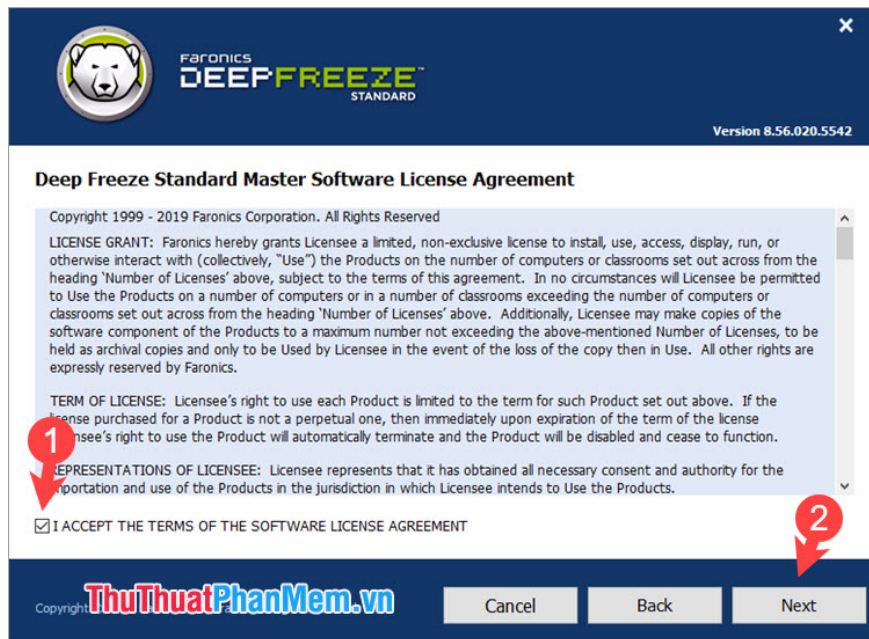 ×
Faronics
DEEPFREEZE™
STANDARD
Version 8.56.020.5542
Deep Freeze Standard Master Software License Agreement
Copyright 1999 - 2019 Faronics Corporation. All Rights Reserved
LICENSE GRANT: Faronics hereby grants Licensee a limited, non-exclusive license to install, use, access, display, run, or
otherwise interact with (collectively, "Use") the Products on the number of computers or classrooms set out across from the
heading 'Number of Licenses' above, subject to the terms of this agreement. In no circumstances will Licensee be permitted
to Use the Products on a number of computers or in a number of classrooms exceeding the number of computers or
classrooms set out across from the heading 'Number of Licenses' above. Additionally, Licensee may make copies of the
software component of the Products to a maximum number not exceeding the above-mentioned Number of Licenses, to be
held as archival copies and only to be Used by Licensee in the event of the loss of the copy then in Use. All other rights are
expressly reserved by Faronics.
TERM OF LICENSE: Licensee's right to use each Product is limited to the term for such Product set out above. If the
license purchased for a Product is not a perpetual one, then immediately upon expiration of the term of the license
Licensee's right to use the Product will automatically terminate and the Product will be disabled and cease to function.
1
REPRESENTATIONS OF LICENSEE: Licensee represents that it has obtained all necessary consent and authority for the
importation and use of the Products in the jurisdiction in which Licensee intends to Use the Products.
2
I ACCEPT THE TERMS OF THE SOFTWARE LICENSE AGREEMENT
Copyright
ThuThuatPhanMem.vn
Cancel
Back
Next